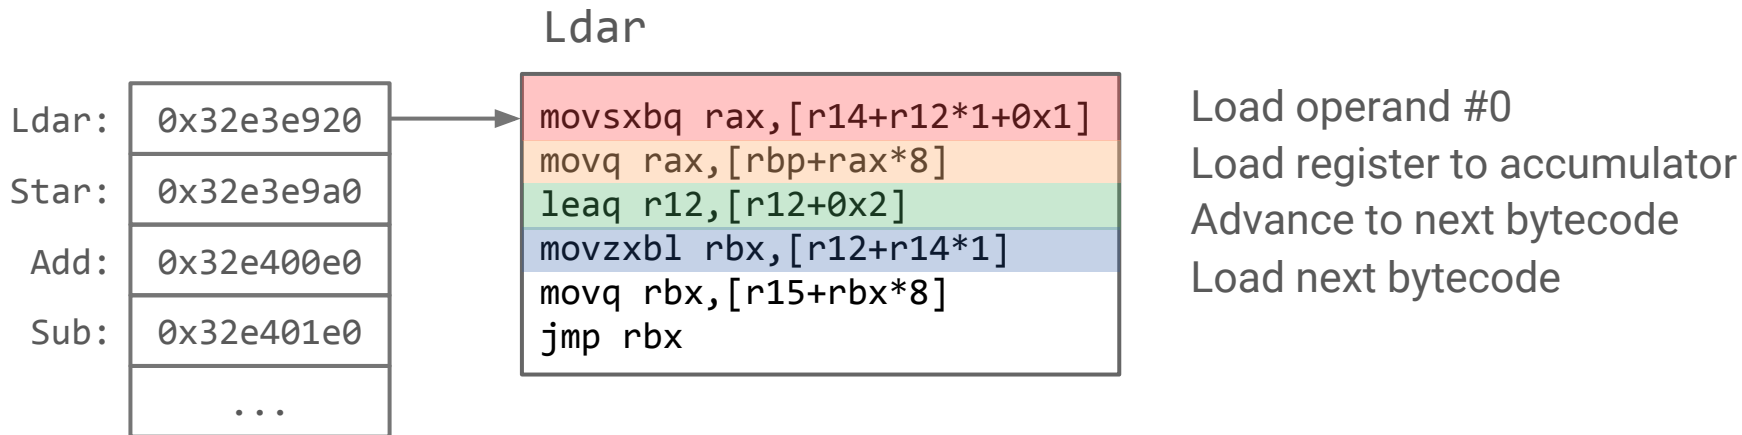 Ldar
Ldar: 0x32e3e920
Star: 0x32e3e9a0
Add: 0x32e400e0
Sub: 0x32e401e0
...
movsxbq rax,[r14+r12*1+0x1]
movq rax,[rbp+rax*8]
leaq r12,[r12+0x2]
movzxbl rbx,[r12+r14*1]
movq rbx,[r15+rbx*8]
jmp rbx
Load operand #0
Load register to accumulator
Advance to next bytecode
Load next bytecode